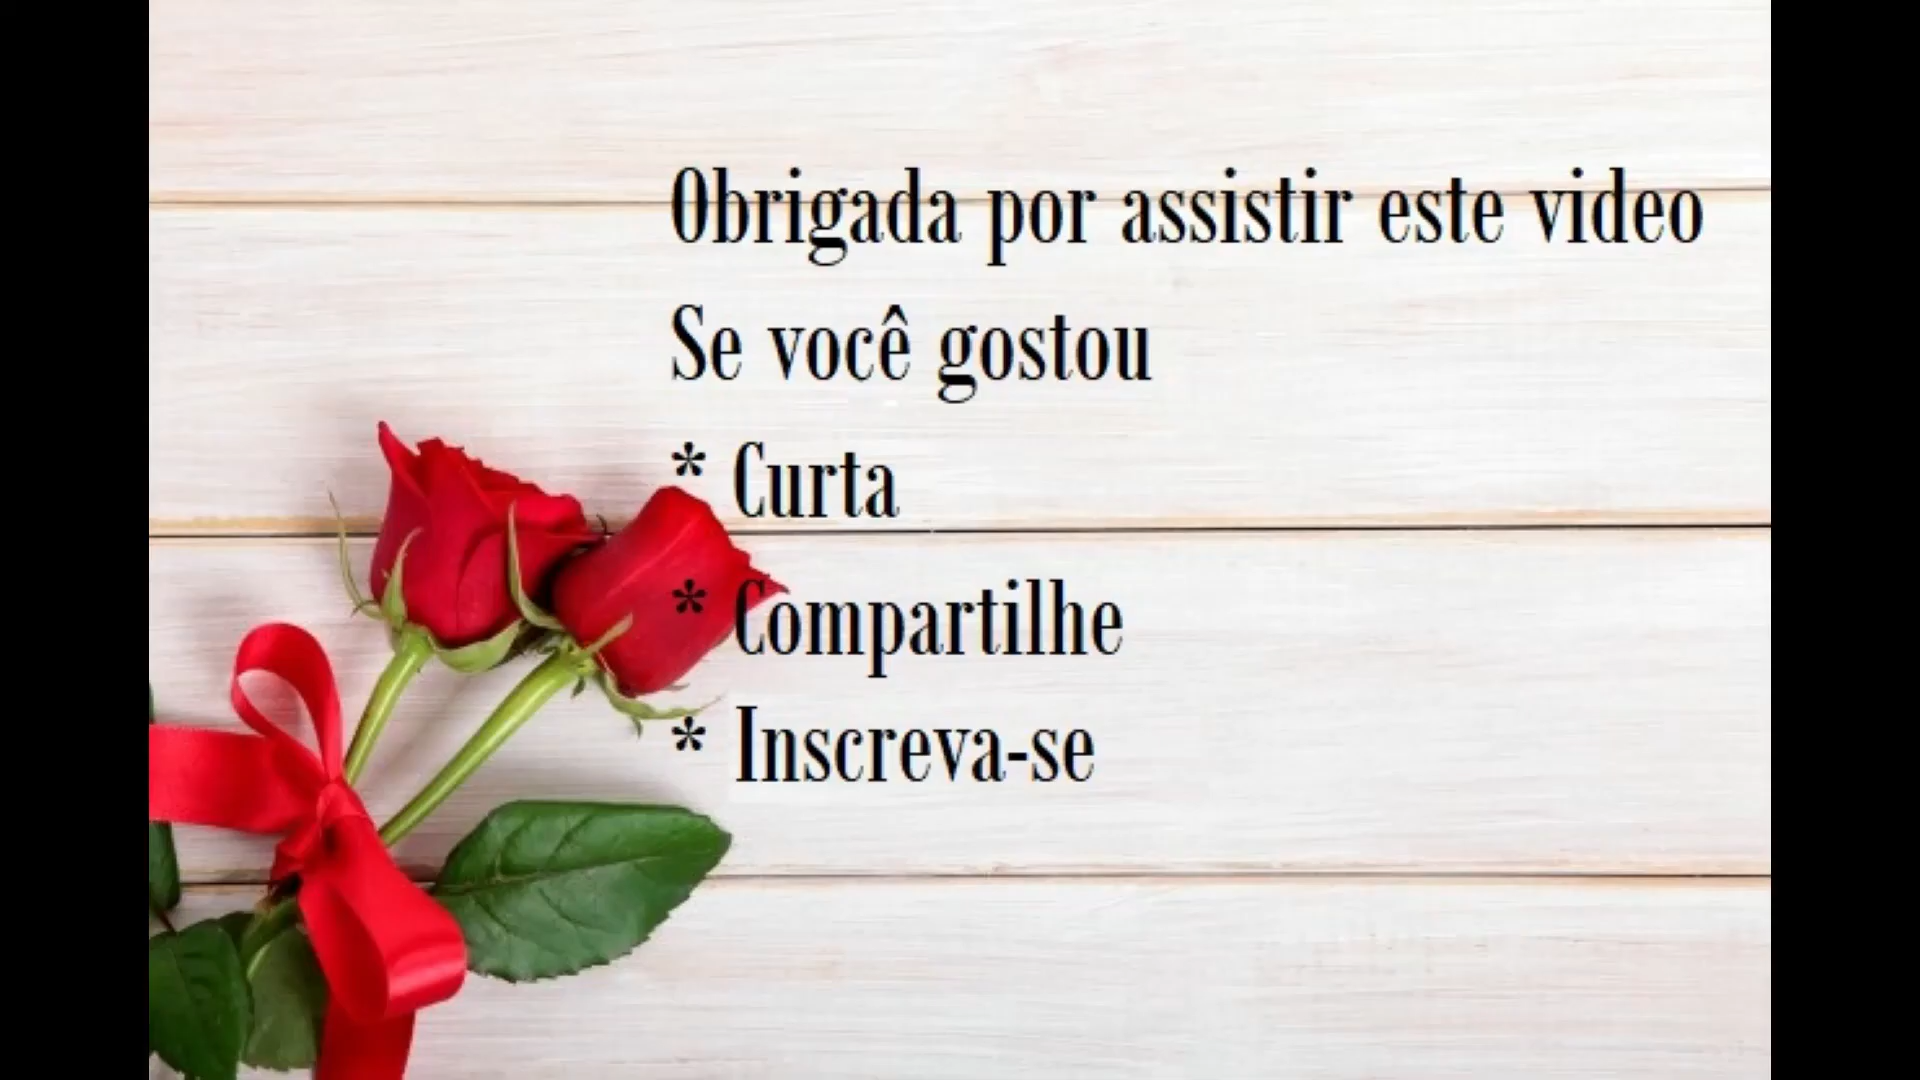 Obrigada por assistir este video
Se você gostou
* Curta
* Compartilhe
* Inscreva-se